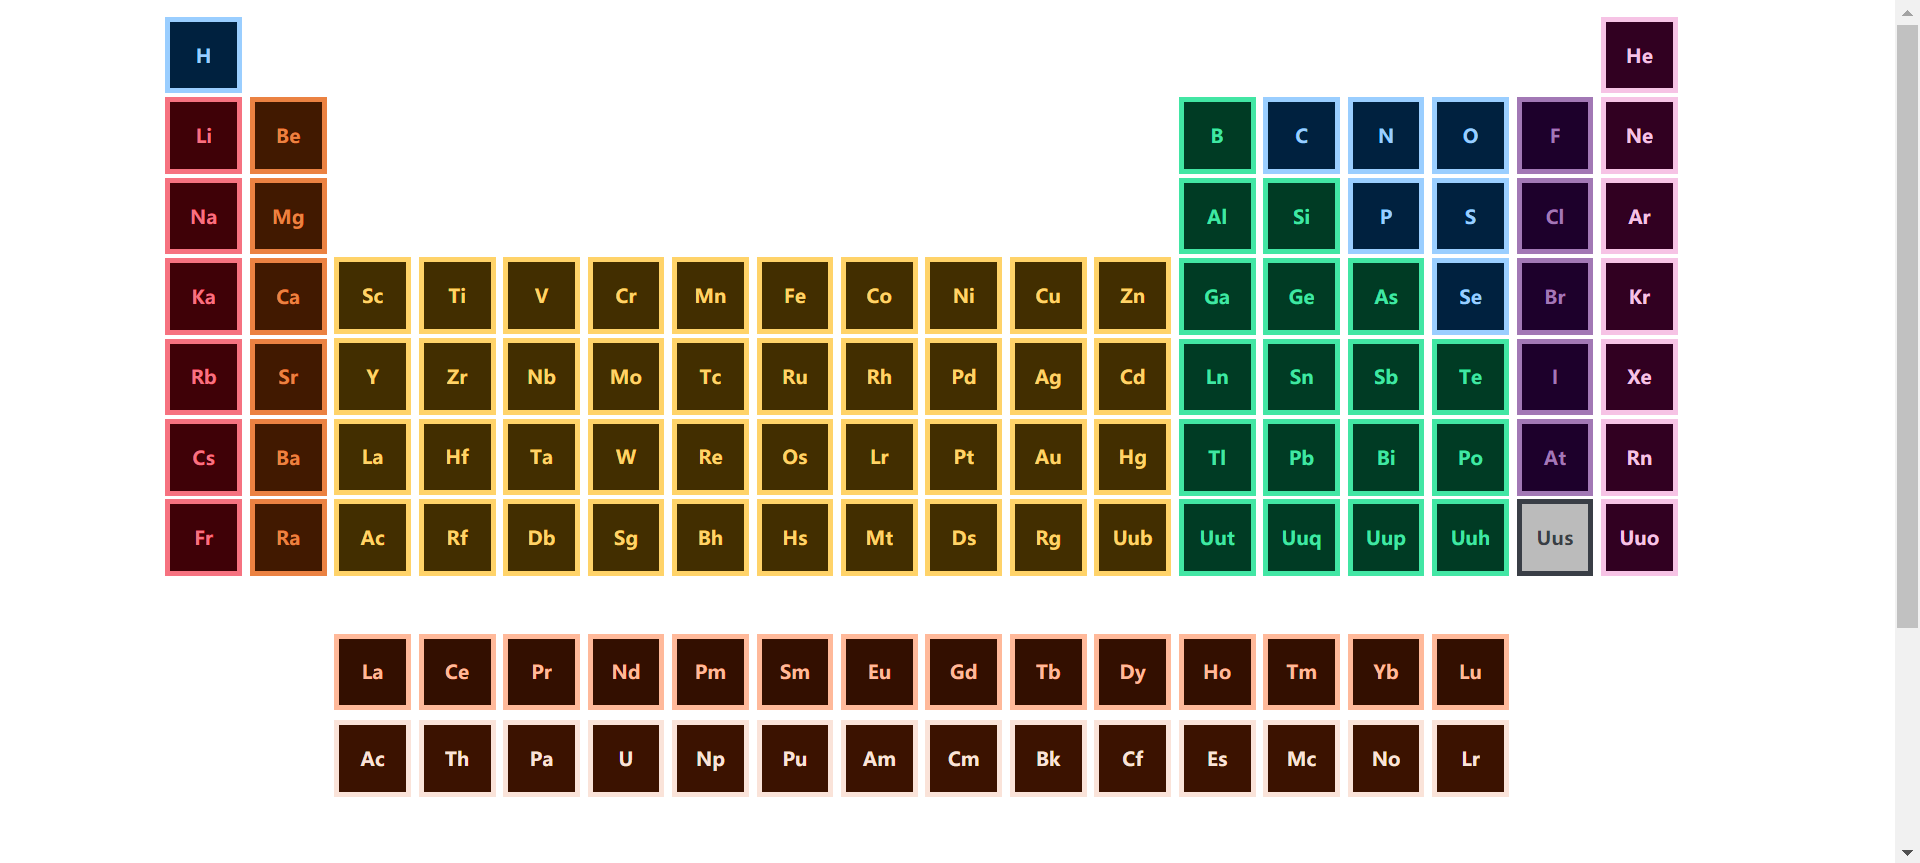 H He
Li Be B C N O F Ne
Na Mg Al Si P S Cl Ar
Ka Ca Sc Ti V Cr Mn Fe Co Ni Cu Zn Ga Ge As Se Br Kr
Rb Sr Y Zr Nb Mo Tc Ru Rh Pd Ag Cd Ln Sn Sb Te I Xe
Cs Ba La Hf Ta W Re Os Lr Pt Au Hg Tl Pb Bi Po At Rn
Fr Ra Ac Rf Db Sg Bh Hs Mt Ds Rg Uub Uut Uuq Uup Uuh Uus Uuo
La Ce Pr Nd Pm Sm Eu Gd Tb Dy Ho Tm Yb Lu
Ac Th Pa U Np Pu Am Cm Bk Cf Es Mc No Lr